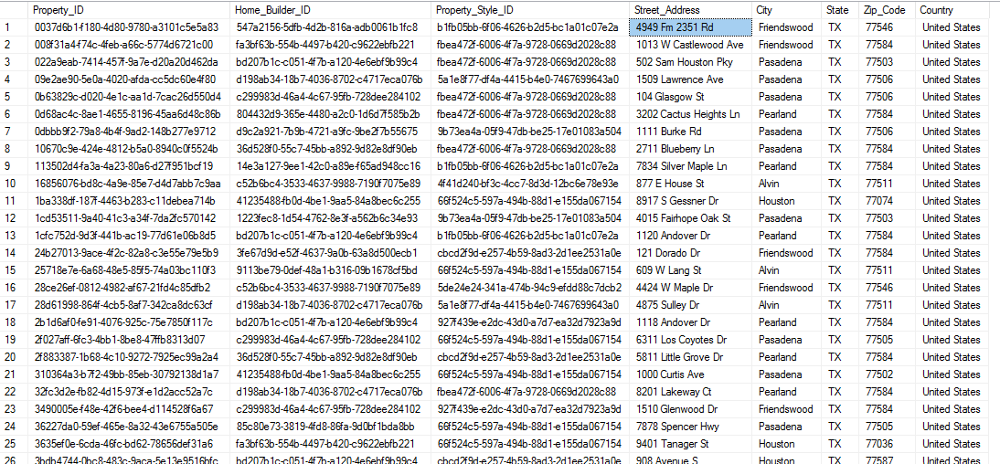 Property_ID Home_Builder_ID Property_Style_ID Street_Address City State Zip_Code Country
1 0037d6b1-f180-4d80-9780-a3101c5e5a83 547a2156-5dfb-4d2b-816a-adb0061b1fc8 b1fb05bb-6f06-4626-b2d5-bc1a01c07e2a 4949 Fm 2351 Rd Friendswood TX 77546 United States
2 008f31a4-f74c-4feb-a66c-5774d6721c00 fa3bf63b-554b-4497-b420-c9622ebfb221 fbea472f-6006-4f7a-9728-0669d2028c88 1013 W Castlewood Ave Friendswood TX 77584 United States
3 022a9eab-7414-457f-9a7e-d20a20d462da bd207b1c-c051-4f7b-a120-4e6ebf9b99c4 fbea472f-6006-4f7a-9728-0669d2028c88 502 Sam Houston Pky Pasadena TX 77503 United States
4 09e2ae90-5e0a-4020-afda-cc5dc60e4f80 d198ab34-18b7-4036-8702-c4717eca076b 5a1e8f77-df4a-4415-b4e0-7467699643a0 1509 Lawrence Ave Pasadena TX 77506 United States
5 0b63829c-d020-4e1c-aa1d-7cac26d550d4 c299983d-46a4-4c67-95fb-728dee284102 fbea472f-6006-4f7a-9728-0669d2028c88 104 Glasgow St Pasadena TX 77506 United States
6 0d68ac4c-8ae1-4655-8196-45aa6d48c86b 804432d9-365e-4480-a2c0-1d6d7f585b2b fbea472f-6006-4f7a-9728-0669d2028c88 3202 Cactus Heights Ln Pearland TX 77584 United States
7 0dbbb9f2-79a8-4b4f-9ad2-148b277e9712 d9c2a921-7b9b-4721-a9fc-9be2f7b55675 9b73ea4a-05f9-47db-be25-17e01083a504 1111 Burke Rd Pasadena TX 77506 United States
8 10670c9e-424e-4812-b5a0-8940c0f5524b 36d528f0-55c7-45bb-a892-9d82e8df90eb fbea472f-6006-4f7a-9728-0669d2028c88 2711 Blueberry Ln Pasadena TX 77584 United States
9 113502d4-fa3a-4a23-80a6-d27f951bcf19 14e3a127-9ee1-42c0-a89e-f65ad948cc16 b1fb05bb-6f06-4626-b2d5-bc1a01c07e2a 7834 Silver Maple Ln Pearland TX 77584 United States
10 16856076-bd8c-4a9e-85e7-d4d7abb7c9aa c52b6bc4-3533-4637-9988-7190f7075e89 4f41d240-bf3c-4cc7-8d3d-12bc6e78e93e 877 E House St Alvin TX 77511 United States
11 1ba338df-187f-4463-b283-c11debea714b 41235488-fb0d-4be1-9aa5-84a8bec6c255 66f524c5-597a-494b-88d1-e155da067154 8917 S Gessner Dr Houston TX 77074 United States
12 1cd53511-9a40-41c3-a34f-7da2fc570142 1223fec8-1d54-4762-8e3f-a562b6c34e93 9b73ea4a-05f9-47db-be25-17e01083a504 4015 Fairhope Oak St Pasadena TX 77503 United States
13 1cfc752d-9d3f-441b-ac19-77d61e06b8d5 bd207b1c-c051-4f7b-a120-4e6ebf9b99c4 b1fb05bb-6f06-4626-b2d5-bc1a01c07e2a 1120 Andover Dr Pearland TX 77584 United States
14 24b27013-9ace-4f2c-82a8-c3e55e79e5b9 3fe67d9d-e52f-4637-9a0b-63a8d500ecb1 cbcd2f9d-e257-4b59-8ad3-2d1ee2531a0e 121 Dorado Dr Friendswood TX 77584 United States
15 25718e7e-6a68-48e5-85f5-74a03bc110f3 9113be79-0def-48a1-b316-09b1678cf5bd 66f524c5-597a-494b-88d1-e155da067154 609 W Lang St Alvin TX 77511 United States
16 28ce26ef-0812-4982-af67-21fd4c85dfb2 c52b6bc4-3533-4637-9988-7190f7075e89 5de24e24-341a-474b-94c9-efdd88c7dcb2 4424 W Maple Dr Friendswood TX 77546 United States
17 28d61998-864f-4cb5-8af7-342ca8dc63cf d198ab34-18b7-4036-8702-c4717eca076b 5a1e8f77-df4a-4415-b4e0-7467699643a0 4875 Sulley Dr Alvin TX 77511 United States
18 2b1d6af0-fe91-4076-925c-75e7850f117c bd207b1c-c051-4f7b-a120-4e6ebf9b99c4 927f439e-e2dc-43d0-a7d7-ea32d7923a9d 1118 Andover Dr Pearland TX 77584 United States
19 2f027aff-6fc3-4bb1-8be8-47ffb8313d07 c299983d-46a4-4c67-95fb-728dee284102 66f524c5-597a-494b-88d1-e155da067154 6311 Los Coyotes Dr Pasadena TX 77505 United States
20 2f883387-1b68-4c10-9272-7925ec99a2a4 36d528f0-55c7-45bb-a892-9d82e8df90eb cbcd2f9d-e257-4b59-8ad3-2d1ee2531a0e 5811 Little Grove Dr Pearland TX 77584 United States
21 310364a3-b7f2-49bb-85eb-30792138d1a7 41235488-fb0d-4be1-9aa5-84a8bec6c255 66f524c5-597a-494b-88d1-e155da067154 1000 Curtis Ave Pasadena TX 77502 United States
22 32fc3d2e-fb82-4d15-973f-e1d2acc52a7c d198ab34-18b7-4036-8702-c4717eca076b 66f524c5-597a-494b-88d1-e155da067154 8201 Lakeway Ct Pearland TX 77584 United States
23 3490005e-f48e-42f6-bee4-d114528f6a67 c299983d-46a4-4c67-95fb-728dee284102 927f439e-e2dc-43d0-a7d7-ea32d7923a9d 1510 Glenwood Dr Friendswood TX 77584 United States
24 36227da0-59ef-465e-8a32-43e6755a505e 85c80e73-3819-4fd8-86fa-9d0bf1bda8bb 66f524c5-597a-494b-88d1-e155da067154 7878 Spencer Hwy Pasadena TX 77505 United States
25 3635ef0e-6cda-46fc-bd62-78656def31a6 fa3bf63b-554b-4497-b420-c9622ebfb221 66f524c5-597a-494b-88d1-e155da067154 9401 Tanager St Houston TX 77036 United States
26 3bdb4744-0bc8-483c-9aca-5e13e9516bfc bd207b1c-c051-4f7b-a120-4e6ebf9b99c4 66f524c5-597a-494b-88d1-e155da067154 908 Avenue S Houston TX 77587 United States